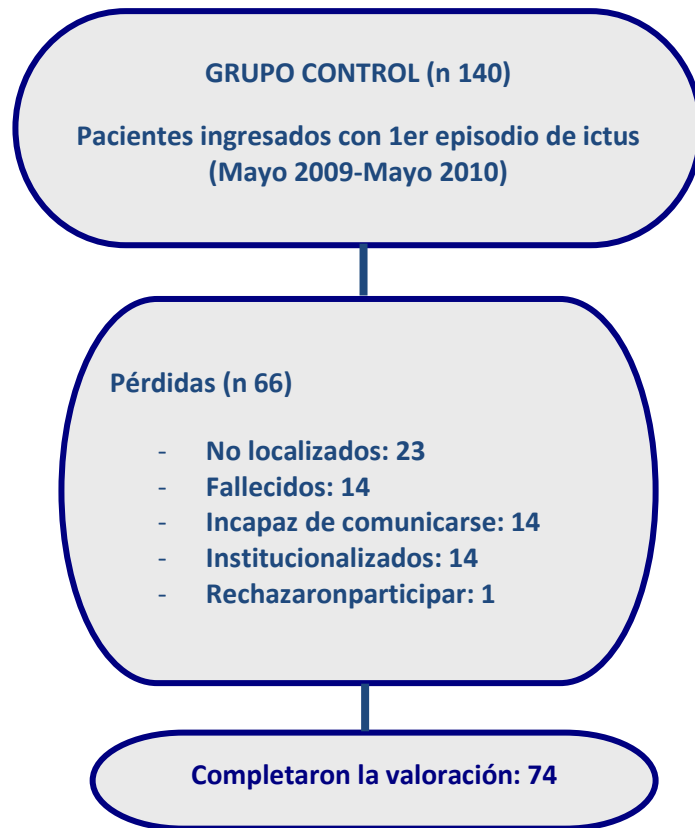 GRUPO CONTROL (n 140)
Pacientes ingresados con 1er episodio de ictus
(Mayo 2009-Mayo 2010)
Pérdidas (n 66)
- No localizados: 23
- Fallecidos: 14
- Incapaz de comunicarse: 14
- Institucionalizados: 14
- Rechazaronparticipar: 1
Completaron la valoración: 74